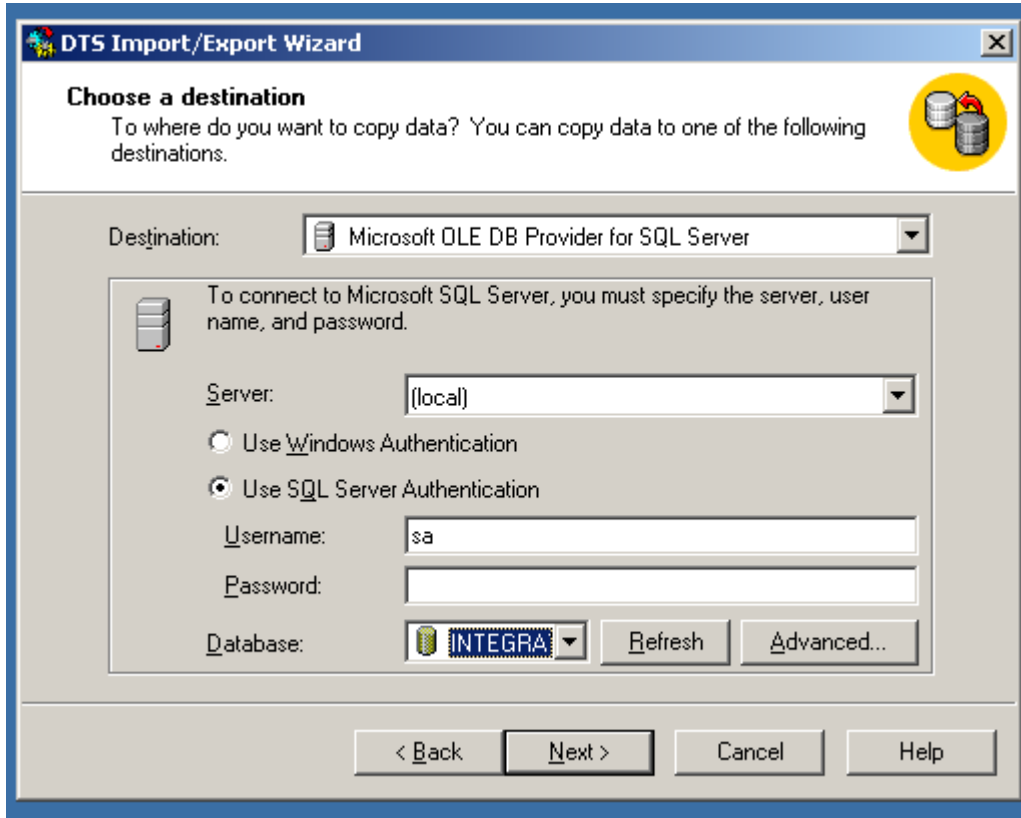 DTS Import/Export Wizard
Choose a destination
To where do you want to copy data? You can copy data to one of the following
destinations.
Destination:
Microsoft OLE DB Provider for SQL Server
To connect to Microsoft SQL Server, you must specify the server, user
name, and password.
Server:
(local)
Use Windows Authentication
Use SQL Server Authentication
Username:
sa
Password:
Database:
INTEGRA
Refresh
Advanced...
< Back
Next >
Cancel
Help